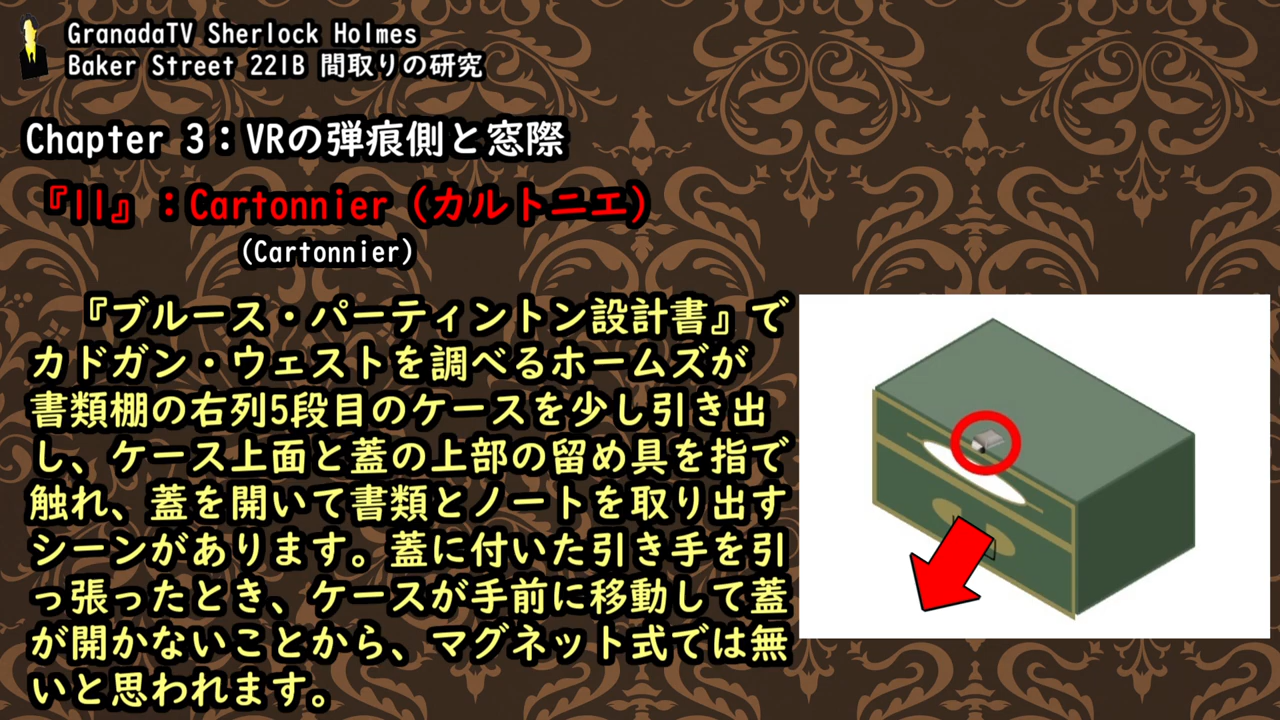 GranadaTV Sherlock Holmes
Baker Street 221B 間取りの研究
Chapter 3：VRの弾痕側と窓際
『11』：Cartonnier（カルトニエ）
（Cartonnier）
『ブルース・パーティントン設計書』で
カドガン・ウェストを調べるホームズが
書類棚の右列5段目のケースを少し引き出
し、ケース上面と蓋の上部の留め具を指で
触れ、蓋を開いて書類とノートを取り出す
シーンがあります。蓋に付いた引き手を引
っ張ったとき、ケースが手前に移動して蓋
が開かないことから、マグネット式では無
いと思われます。